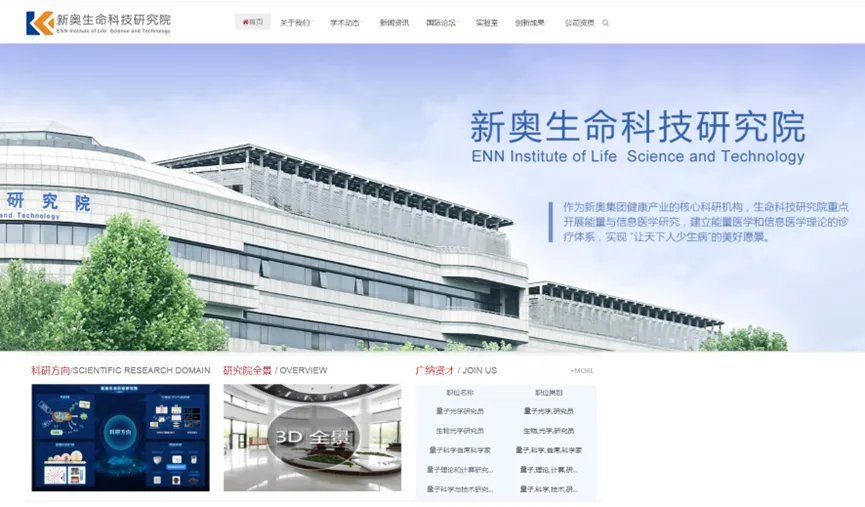 新奥生命科技研究院
ENN Institute of Life Science and Technology
首页 关于我们 学术动态 新闻资讯 国际论坛 实验室 创新成果 公司资质
新奥生命科技研究院
ENN Institute of Life Science and Technology
作为新奥集团健康产业的核心科研机构，生命科技研究院重点
开展能量与信息医学研究，建立能量医学和信息医学理论的诊
疗体系，实现 "让天下人少生病"的美好愿景。
研 究 院
and Technology
科研方向/SCIENTIFIC RESEARCH DOMAIN
研究院全景 / OVERVIEW
广纳贤才 / JOIN US
+MORE
科研方向
3D 全景
职位名称 职位类别
量子光学研究员 量子光学,研究员
生物光学研究员 生物,光学,研究员
量子科学首席科学家 量子,科学,首席,科学家
量子理论和计算研究... 量子,理论,计算,研...
量子科学与技术研究... 量子,科学,技术,研...